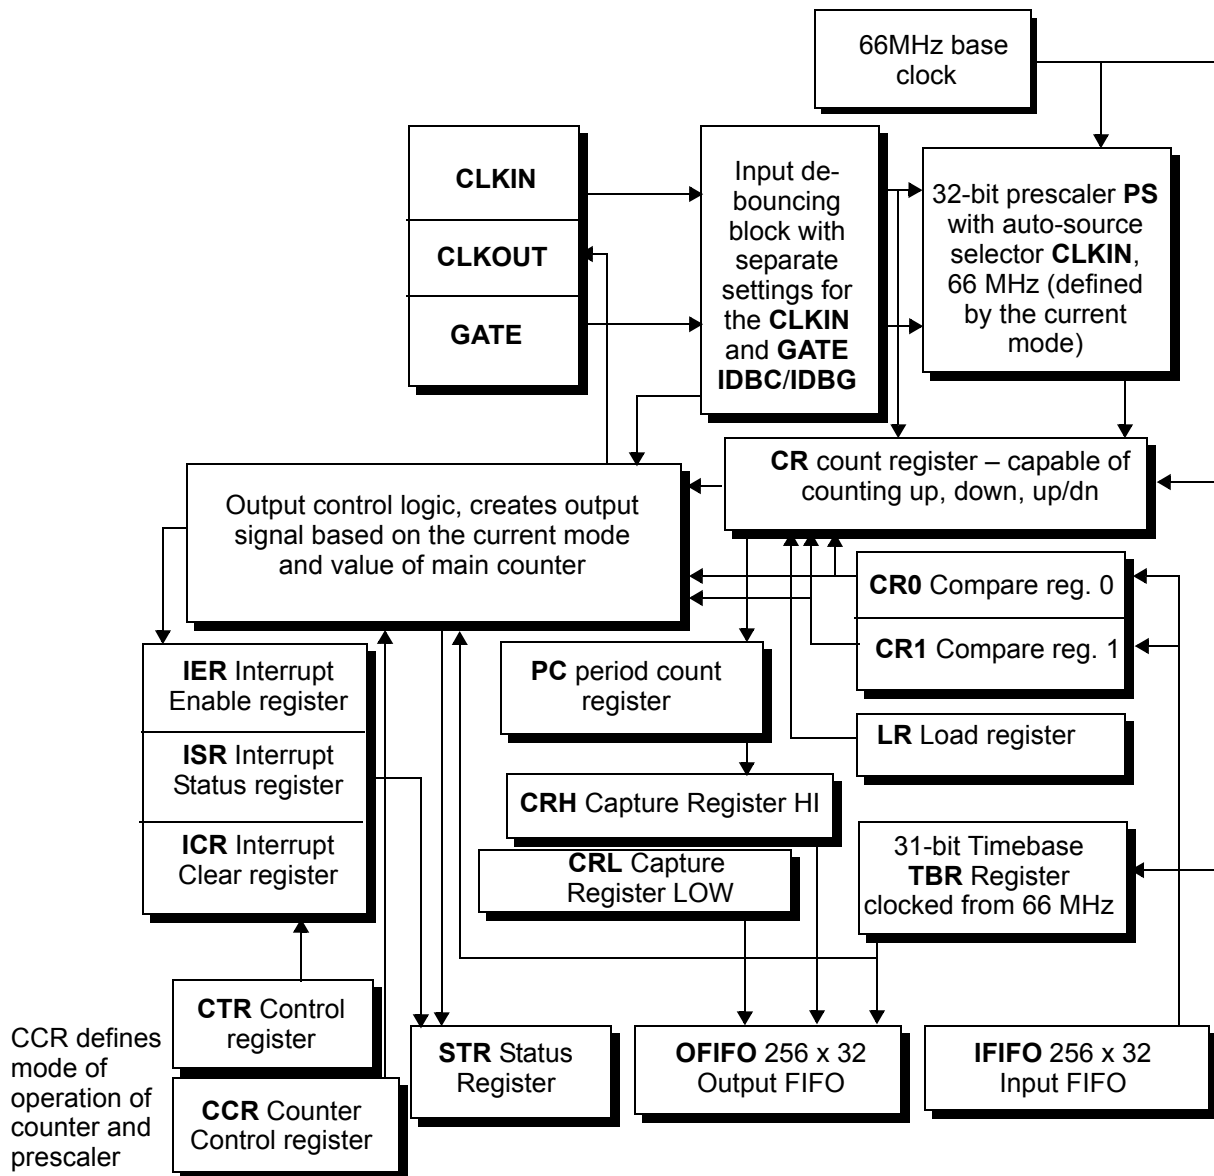 66MHz base
clock
CLKIN
CLKOUT
GATE
Input de-
bouncing
block with
separate
settings for
the CLKIN
and GATE
IDBC/IDBG
32-bit prescaler PS
with auto-source
selector CLKIN,
66 MHz (defined
by the current
mode)
CR count register – capable of
counting up, down, up/dn
Output control logic, creates output
signal based on the current mode
and value of main counter
CR0 Compare reg. 0
CR1 Compare reg. 1
IER Interrupt
Enable register
ISR Interrupt
Status register
ICR Interrupt
Clear register
PC period count
register
LR Load register
CRH Capture Register HI
CRL Capture
Register LOW
31-bit Timebase
TBR Register
clocked from 66 MHz
CTR Control
register
CCR defines
mode of
operation of
counter and
prescaler
CCR Counter
Control register
STR Status
Register
OFIFO 256 x 32
Output FIFO
IFIFO 256 x 32
Input FIFO